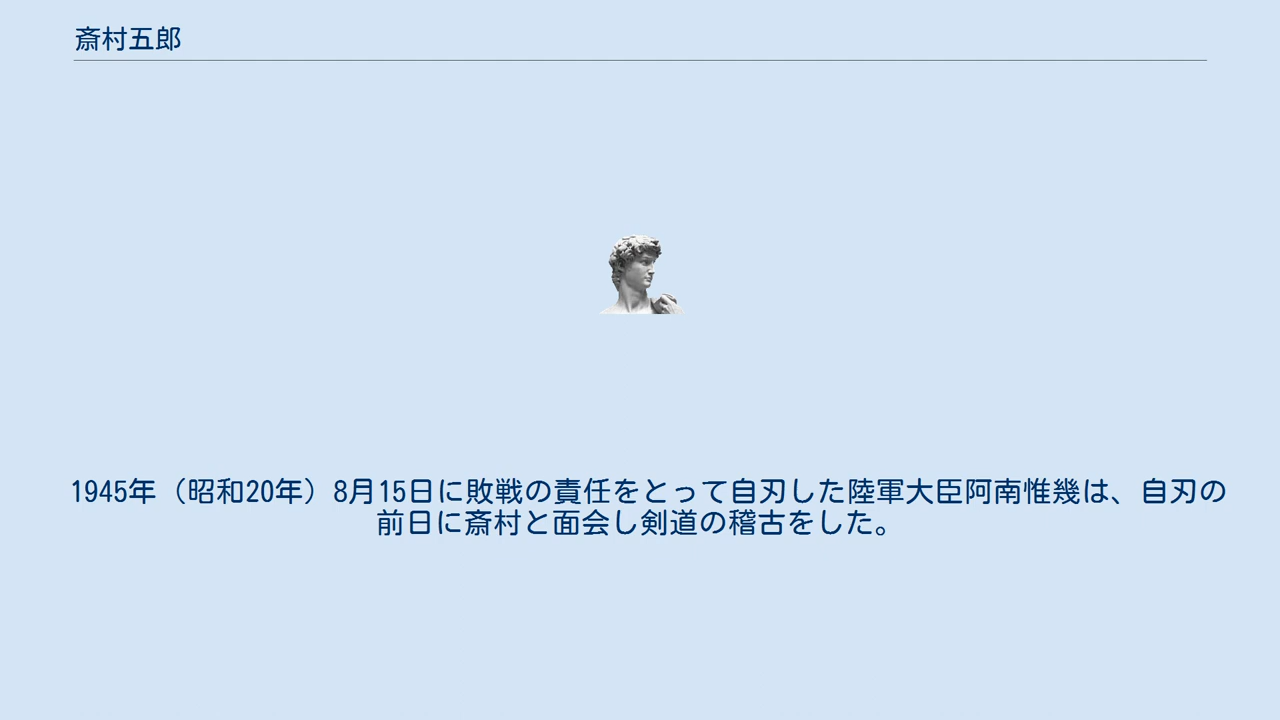 斎村五郎
1945年（昭和20年）8月15日に敗戦の責任をとって自刃した陸軍大臣阿南惟幾は、自刃の
前日に斎村と面会し剣道の稽古をした。